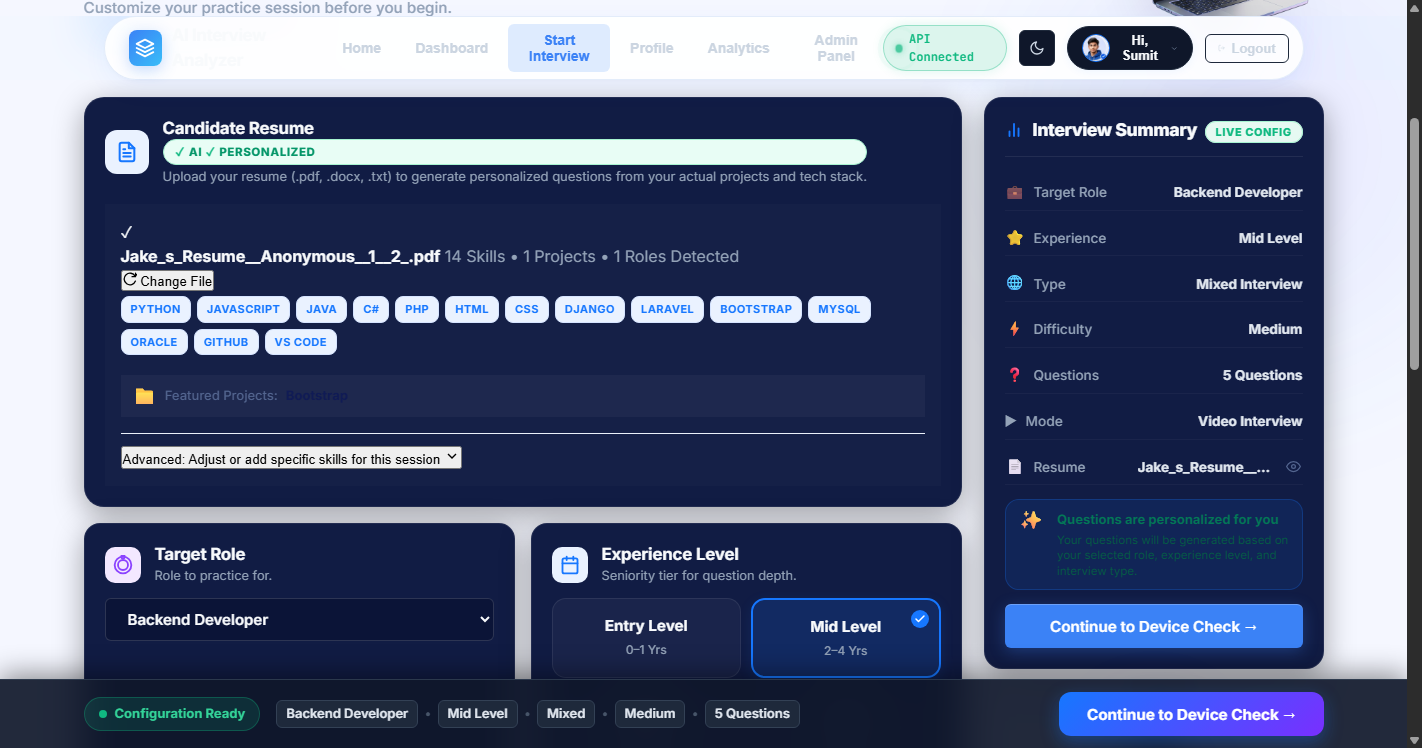 Customize your practice session before you begin.
AI Interview
Analyzer
Home
Dashboard
Start
Interview
Profile
Analytics
Admin
Panel
API
Connected
Hi,
Sumit
Logout
Candidate Resume
✓ AI ✓ PERSONALIZED
Upload your resume (.pdf, .docx, .txt) to generate personalized questions from your actual projects and tech stack.
✓
Jake_s_Resume__Anonymous__1__2_.pdf 14 Skills • 1 Projects • 1 Roles Detected
Change File
PYTHON JAVASCRIPT JAVA C# PHP HTML CSS DJANGO LARAVEL BOOTSTRAP MYSQL
ORACLE GITHUB VS CODE
Featured Projects: Bootstrap
Advanced: Adjust or add specific skills for this session
Target Role
Role to practice for.
Backend Developer
Experience Level
Seniority tier for question depth.
Entry Level
0–1 Yrs
Mid Level
2–4 Yrs
Interview Summary LIVE CONFIG
Target Role Backend Developer
Experience Mid Level
Type Mixed Interview
Difficulty Medium
Questions 5 Questions
Mode Video Interview
Resume Jake_s_Resume__...
Questions are personalized for you
Your questions will be generated based on
your selected role, experience level, and
interview type.
Continue to Device Check →
Configuration Ready
Backend Developer • Mid Level • Mixed • Medium • 5 Questions
Continue to Device Check →